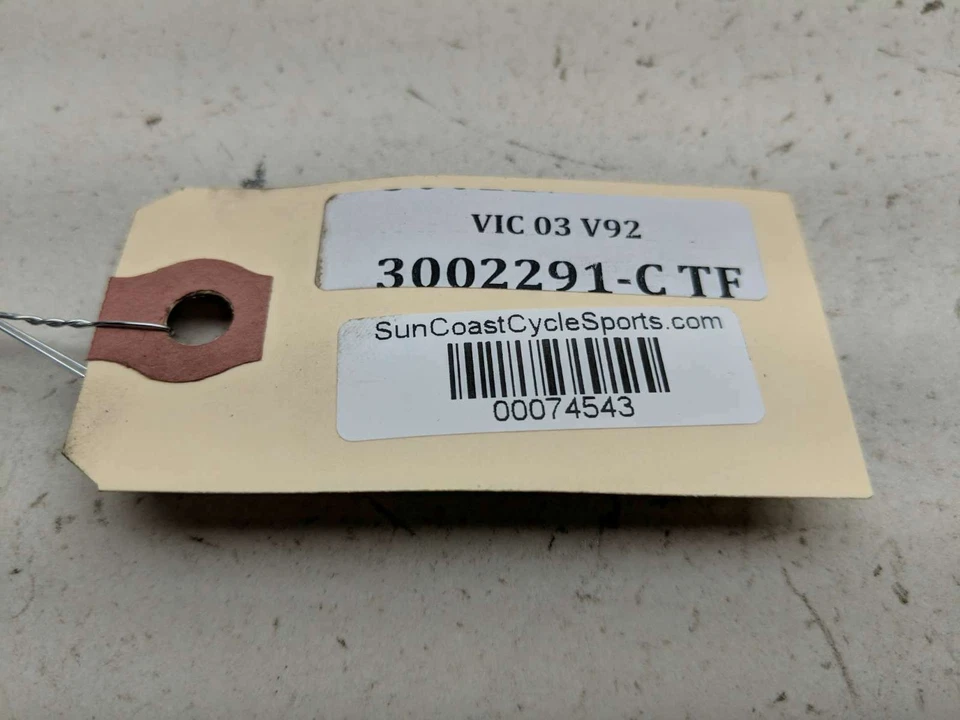 VIC 03 V92
3002291-C TF
SunCoastCycleSports.com
00074543